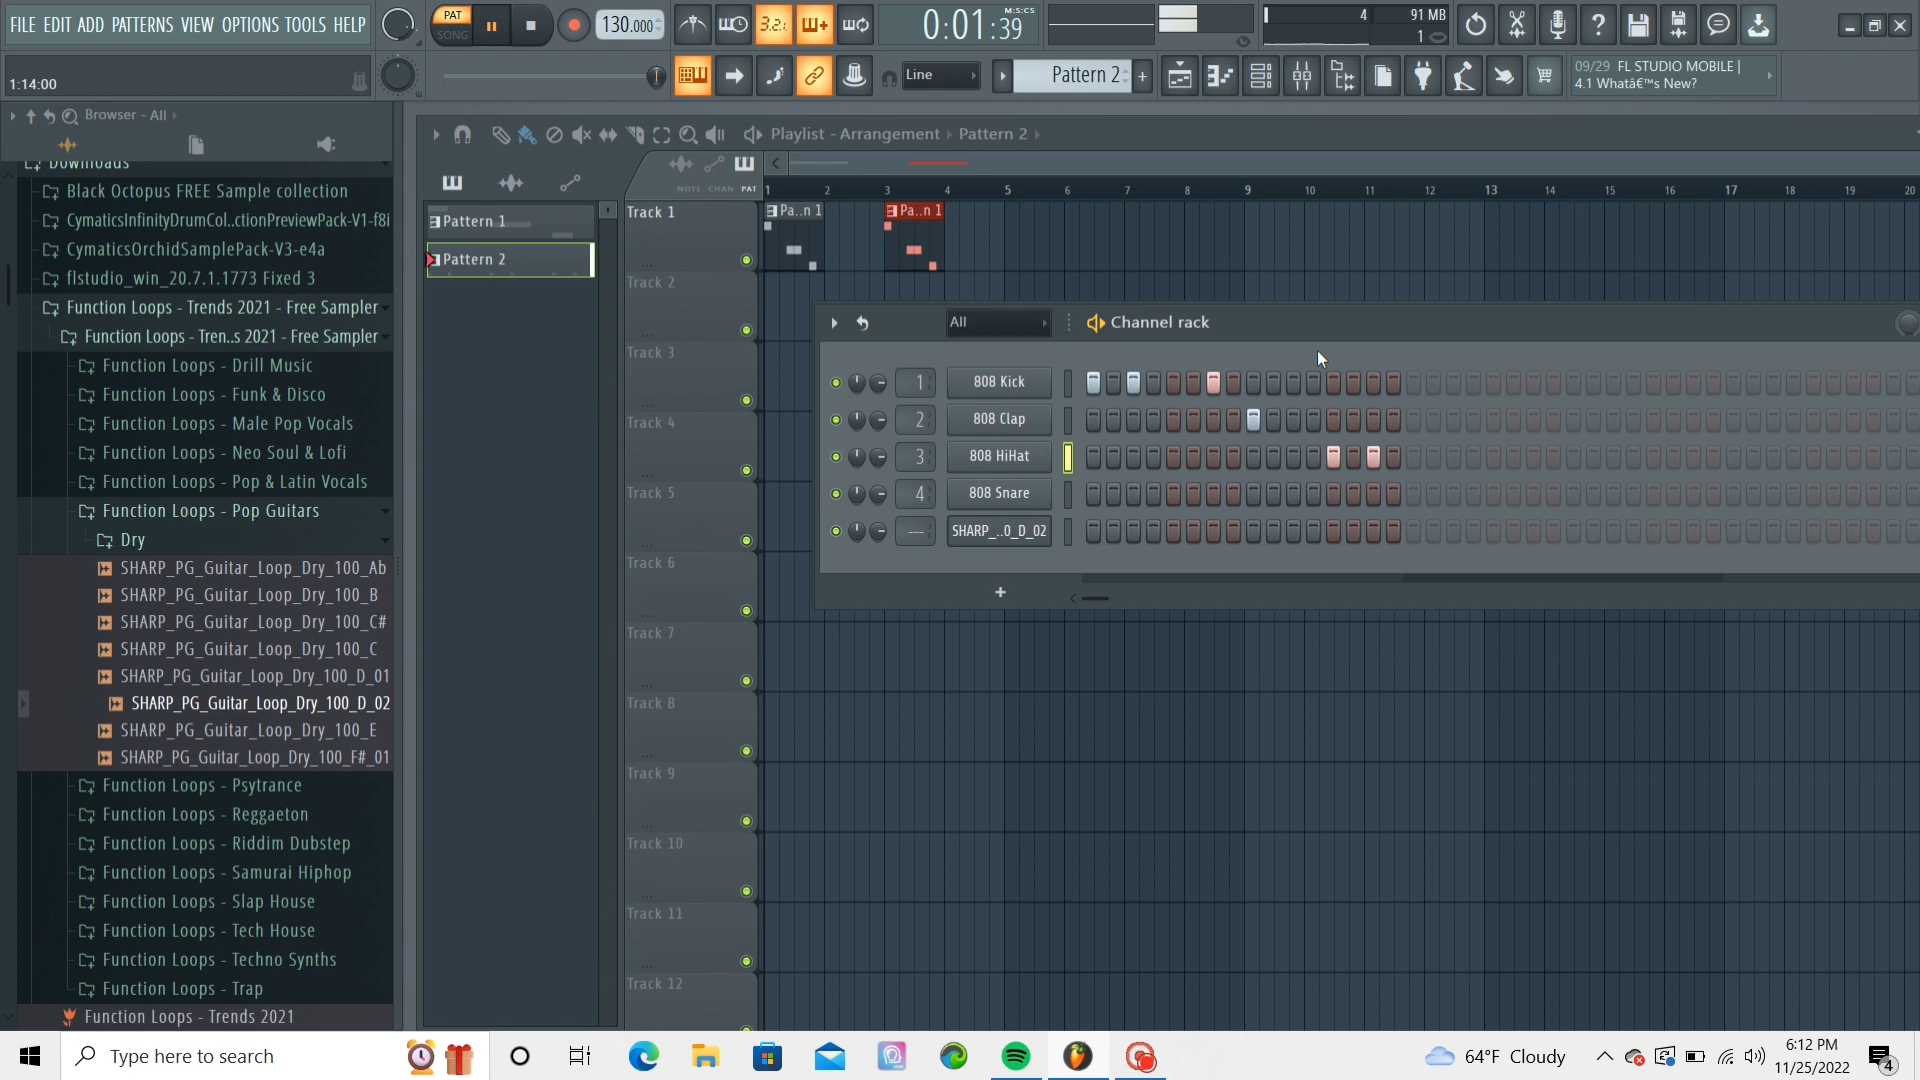 FILE EDIT ADD PATTERNS VIEW OPTIONS TOOLS HELP
PAT
SONG
130.000
3.2.
0:01:39
M:S:CS
4
91 MB
1
1:14:00
Line
Pattern 2
+
09/29 FL STUDIO MOBILE |
4.1 Whatâ€™s New?
Browser - All
Playlist - Arrangement › Pattern 2
NOTE CHAN PAT
1 2 3 4 5 6 7 8 9 10 11 12 13 14 15 16 17 18 19 20
Downloads
Black Octopus FREE Sample collection
CymaticsInfinityDrumCol...ctionPreviewPack-V1-f8i
CymaticsOrchidSamplePack-V3-e4a
flstudio_win_20.7.1.1773 Fixed 3
Function Loops - Trends 2021 - Free Sampler
Function Loops - Tren..s 2021 - Free Sampler
Function Loops - Drill Music
Function Loops - Funk & Disco
Function Loops - Male Pop Vocals
Function Loops - Neo Soul & Lofi
Function Loops - Pop & Latin Vocals
Function Loops - Pop Guitars
Dry
SHARP_PG_Guitar_Loop_Dry_100_Ab
SHARP_PG_Guitar_Loop_Dry_100_B
SHARP_PG_Guitar_Loop_Dry_100_C#
SHARP_PG_Guitar_Loop_Dry_100_C
SHARP_PG_Guitar_Loop_Dry_100_D_01
SHARP_PG_Guitar_Loop_Dry_100_D_02
SHARP_PG_Guitar_Loop_Dry_100_E
SHARP_PG_Guitar_Loop_Dry_100_F#_01
Function Loops - Psytrance
Function Loops - Reggaeton
Function Loops - Riddim Dubstep
Function Loops - Samurai Hiphop
Function Loops - Slap House
Function Loops - Tech House
Function Loops - Techno Synths
Function Loops - Trap
Function Loops - Trends 2021
Pattern 1
Pattern 2
Track 1
Pa..n 1
Pa..n 1
Track 2
Track 3
Track 4
Track 5
Track 6
Track 7
Track 8
Track 9
Track 10
Track 11
Track 12
All
Channel rack
1 808 Kick
2 808 Clap
3 808 HiHat
4 808 Snare
--- SHARP_..0_D_02
+
Type here to search
64°F Cloudy
6:12 PM
11/25/2022
4